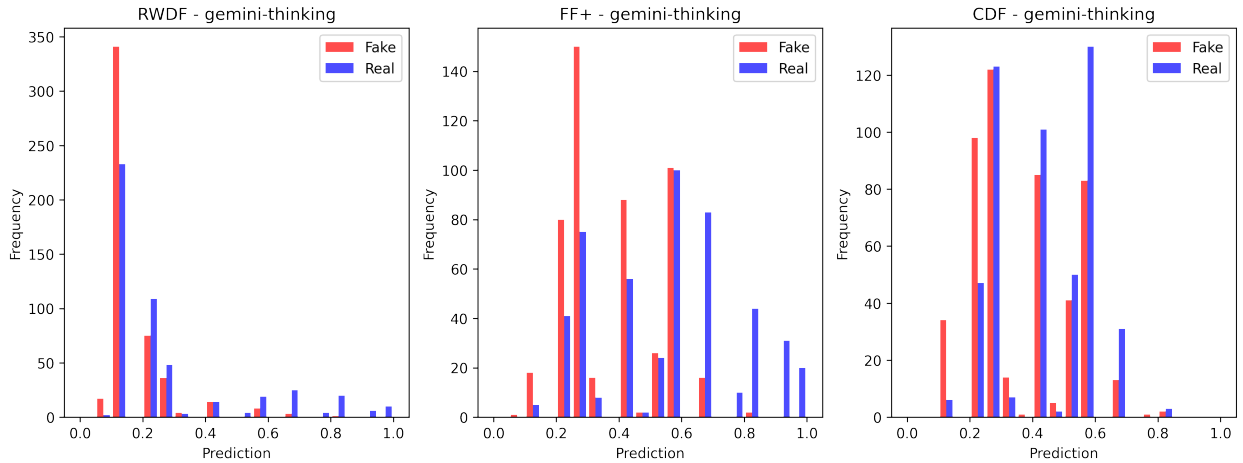 RWDF - gemini-thinking
350
300
250
200
150
100
50
0
Frequency
0.0 0.2 0.4 0.6 0.8 1.0
Prediction
Fake
Real
FF+ - gemini-thinking
140
120
100
80
60
40
20
0
Frequency
0.0 0.2 0.4 0.6 0.8 1.0
Prediction
Fake
Real
CDF - gemini-thinking
120
100
80
60
40
20
0
Frequency
0.0 0.2 0.4 0.6 0.8 1.0
Prediction
Fake
Real